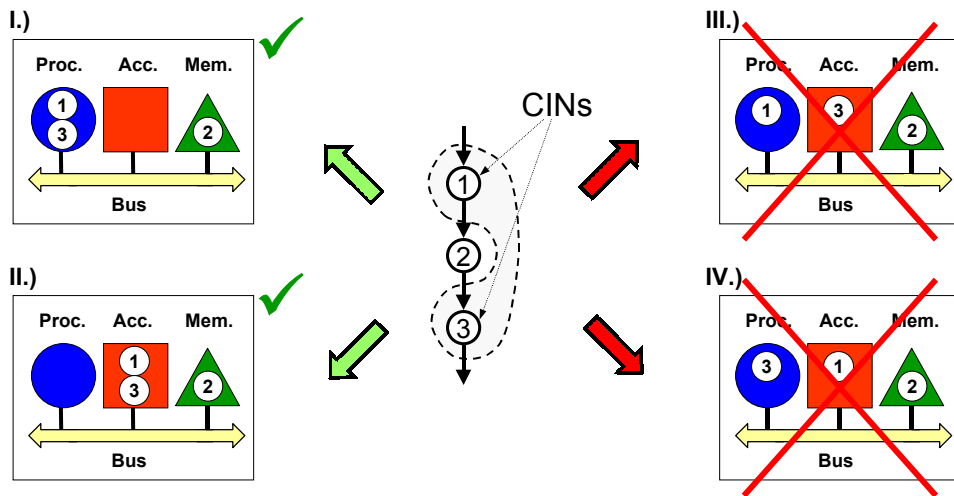 I.)
Proc. Acc. Mem.
1
3
2
Bus
II.)
Proc. Acc. Mem.
1
3
2
Bus
CINs
1
2
3
III.)
Proc. Acc. Mem.
1
3
2
Bus
IV.)
Proc. Acc. Mem.
3
1
2
Bus